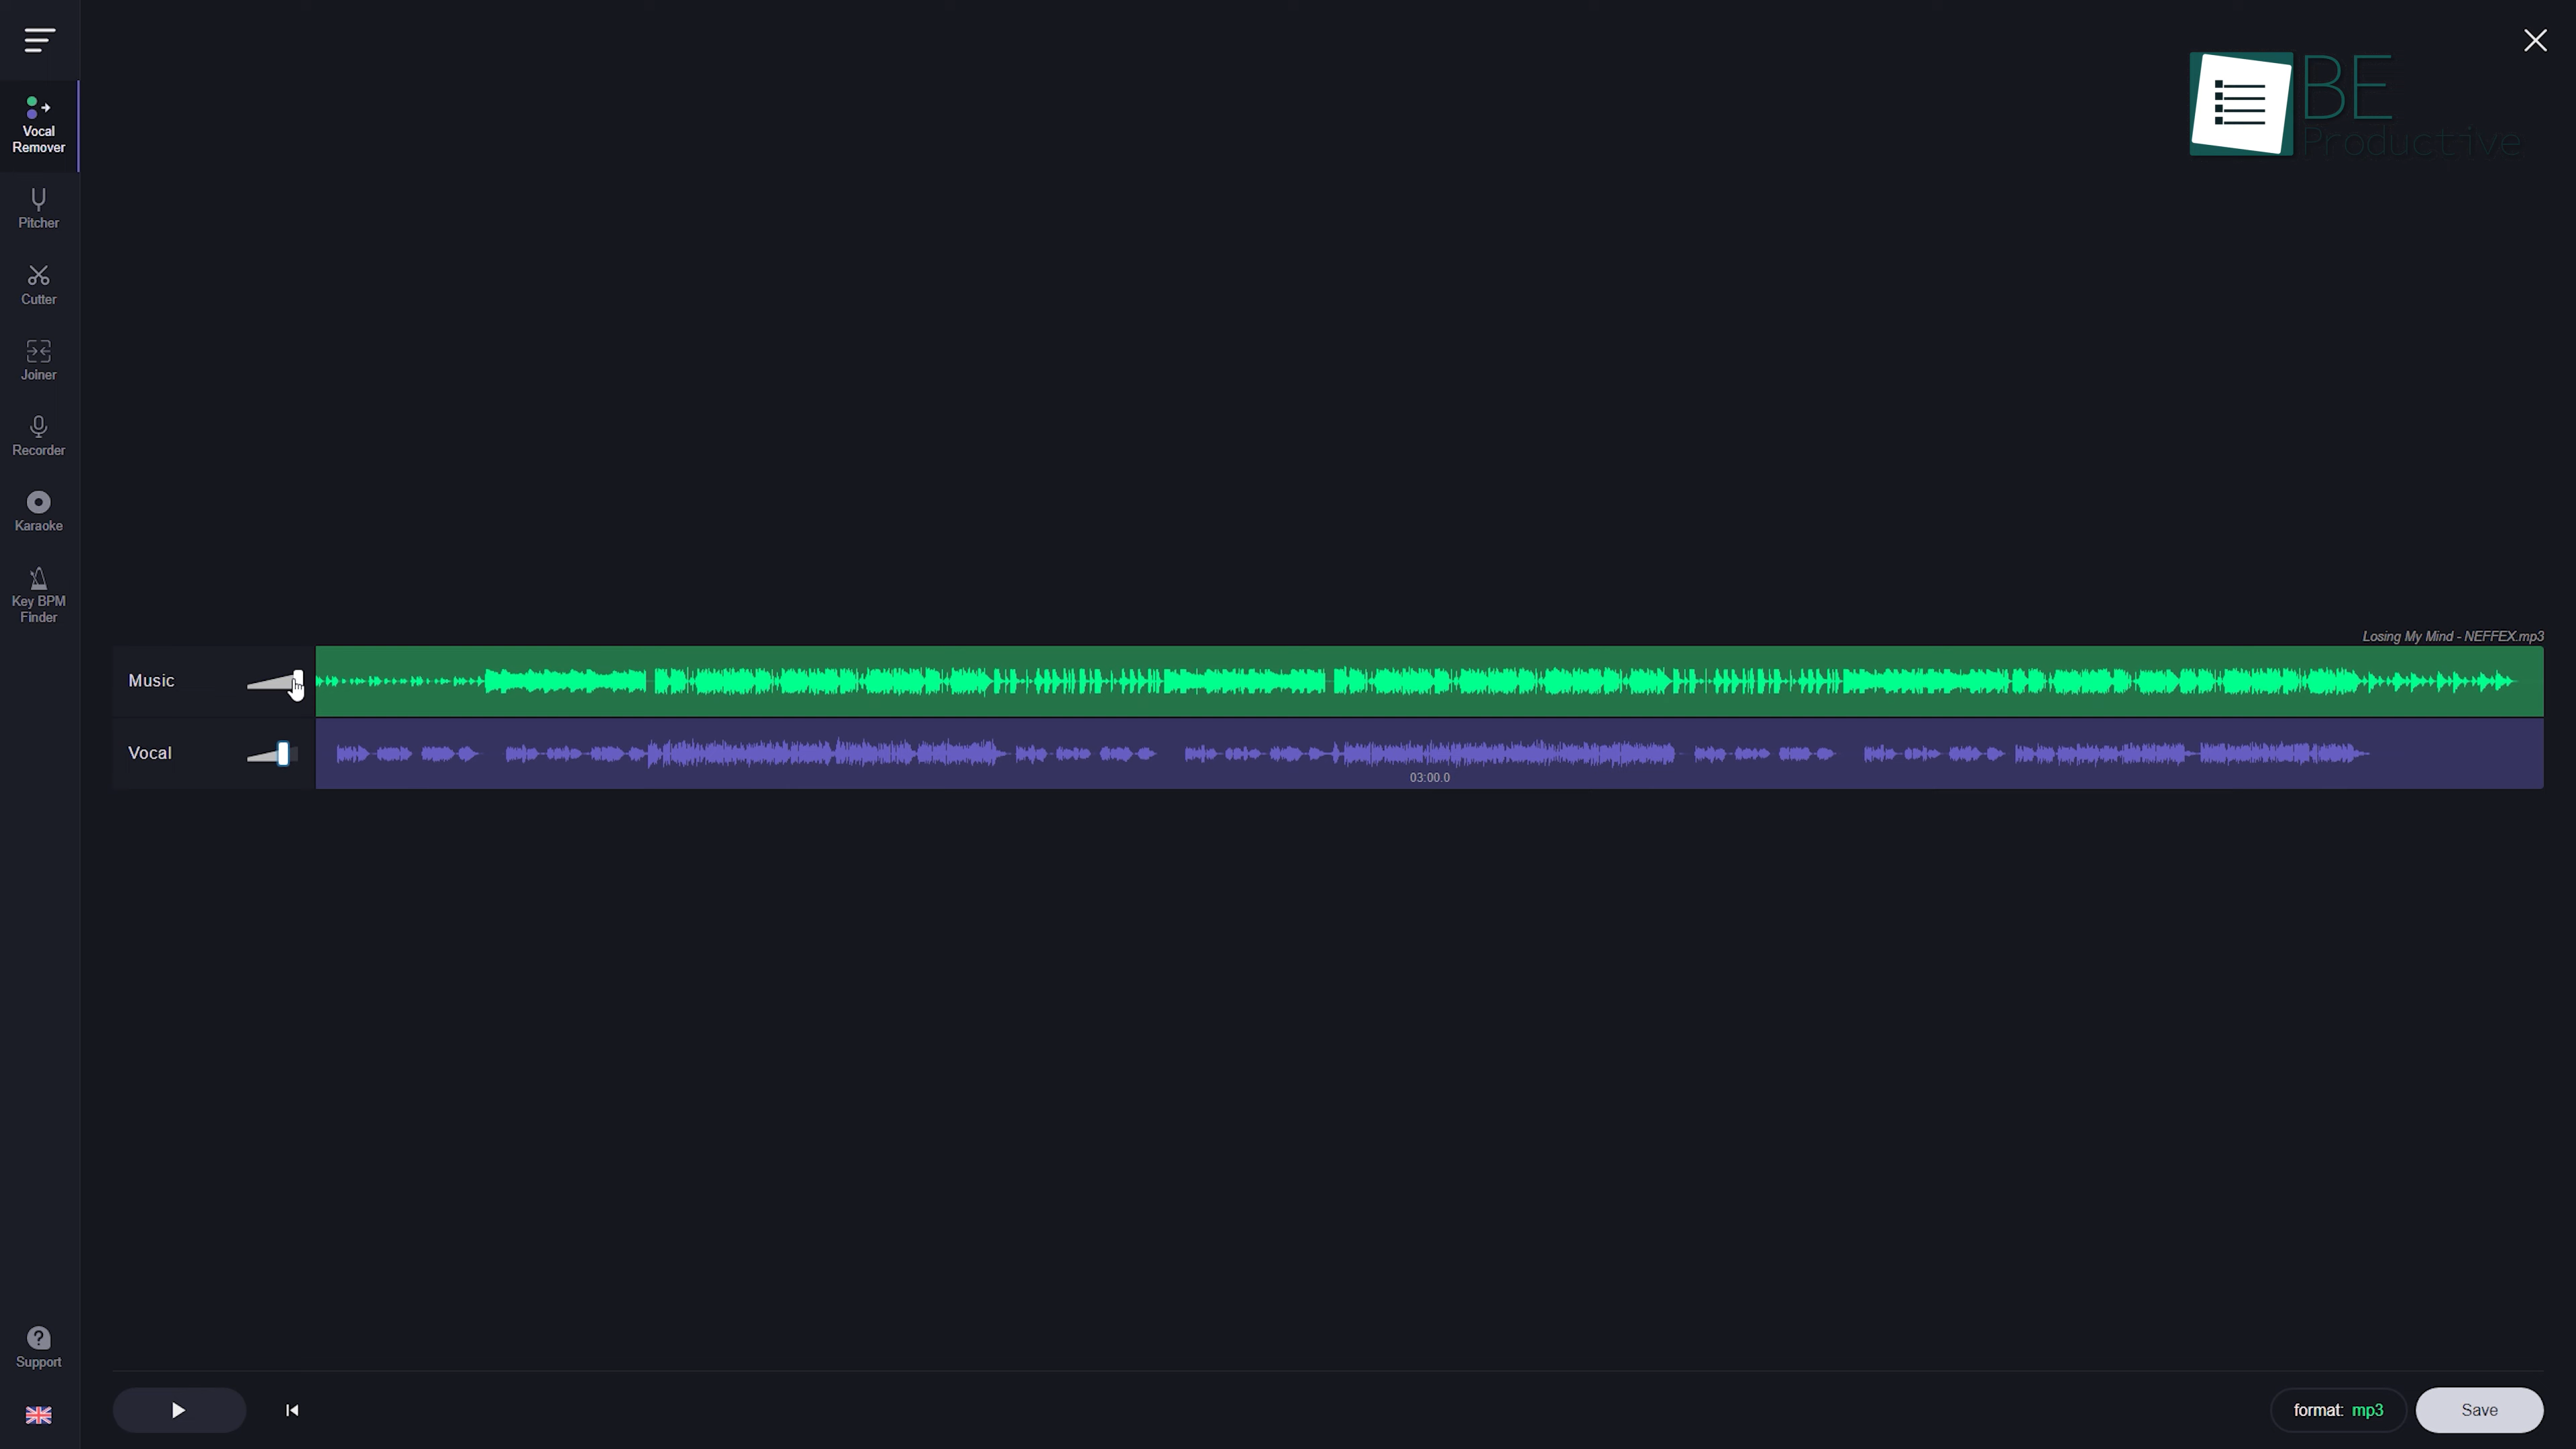 Vocal
Remover
Pitcher
Cutter
Joiner
Recorder
Karaoke
Key BPM
Finder
Support
BE
Productive
Losing My Mind - NEFFEX.mp3
Music
Vocal
03:00.0
format: mp3
Save